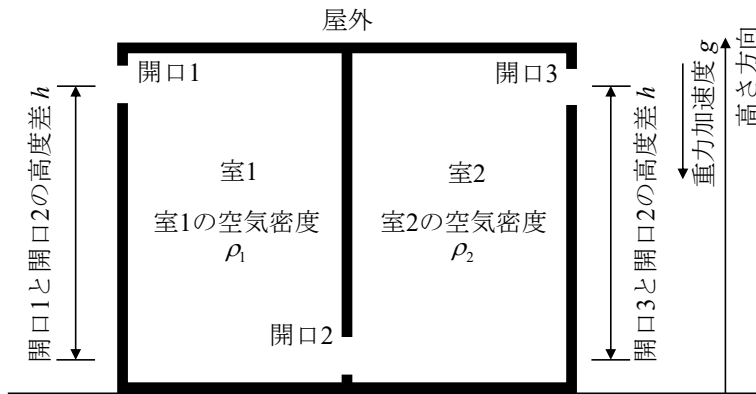 屋外
開口1
開口3
開口1と開口2の高度差 h
室1
室1の空気密度
ρ₁
室2
室2の空気密度
ρ₂
開口2
開口3と開口2の高度差 h
重力加速度 g
高さ方向